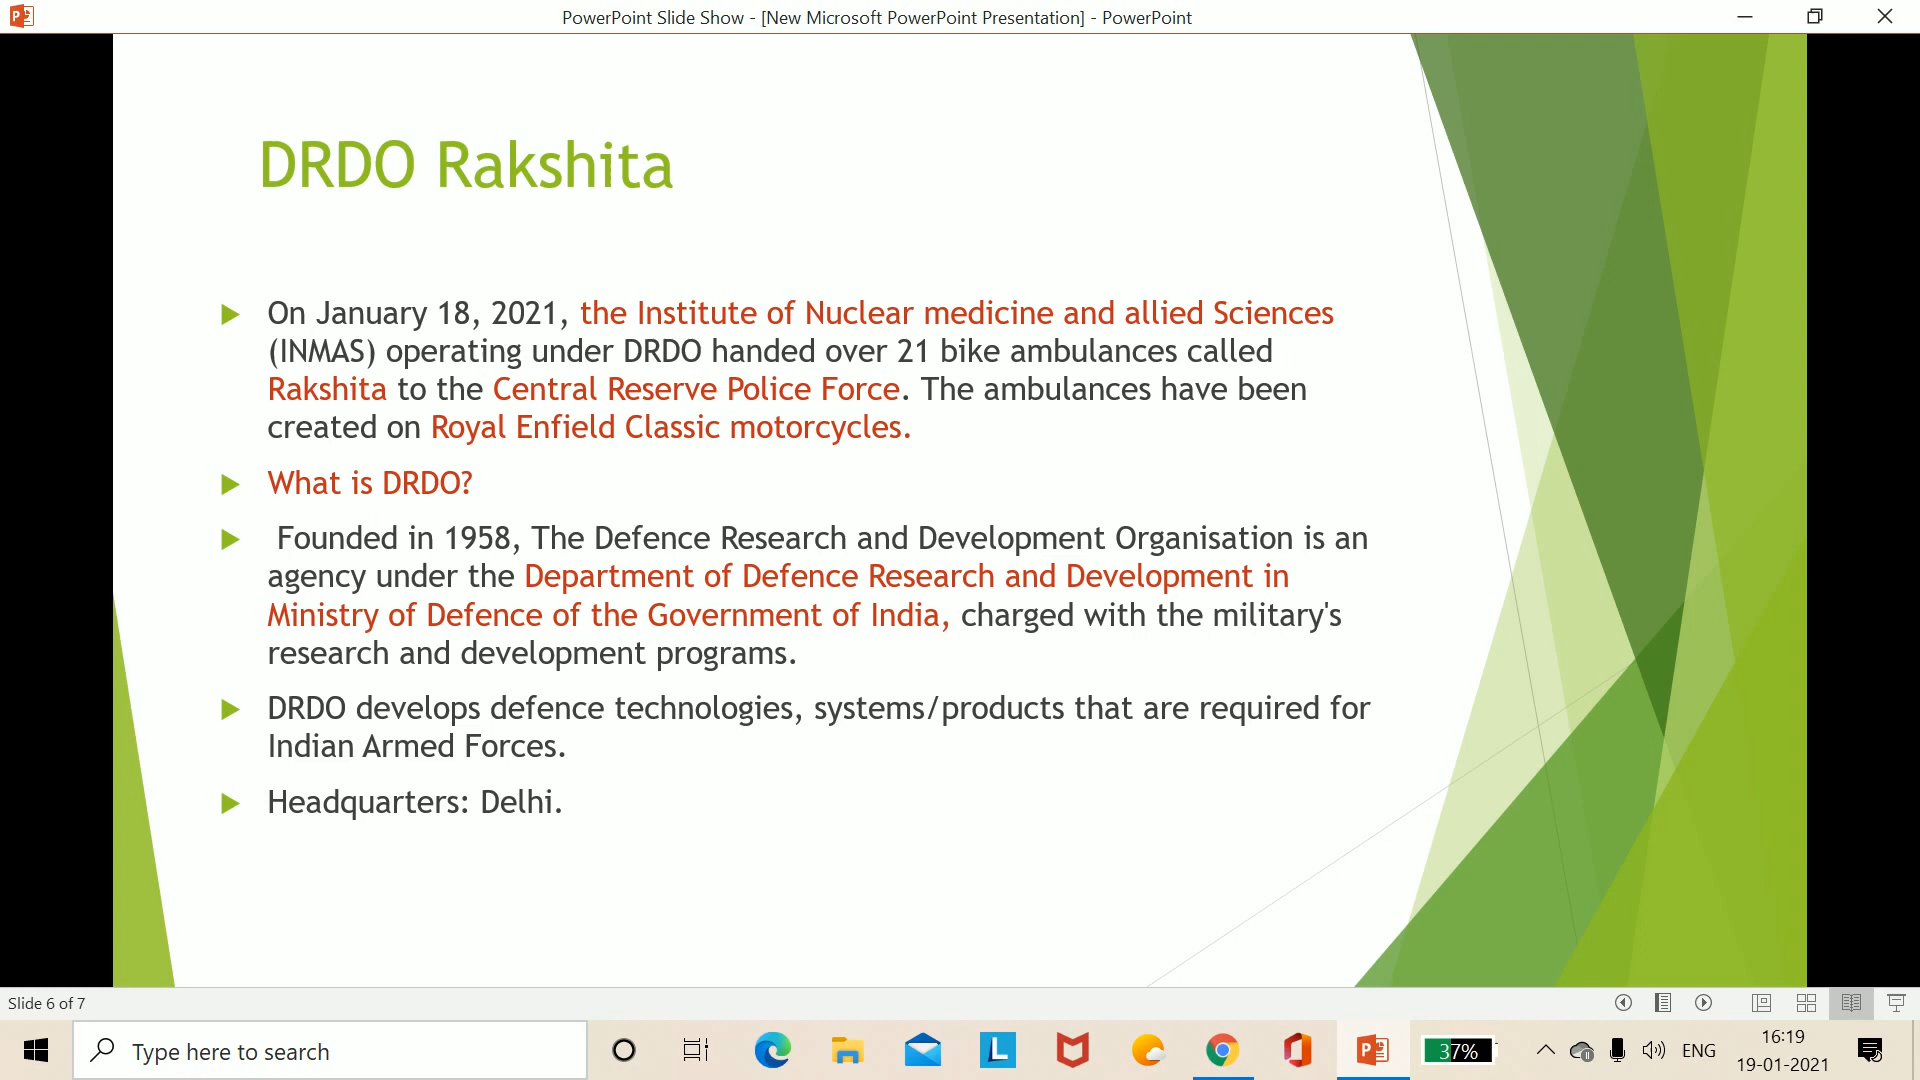 PowerPoint Slide Show - [New Microsoft PowerPoint Presentation] - PowerPoint
DRDO Rakshita
On January 18, 2021, the Institute of Nuclear medicine and allied Sciences
(INMAS) operating under DRDO handed over 21 bike ambulances called
Rakshita to the Central Reserve Police Force. The ambulances have been
created on Royal Enfield Classic motorcycles.
What is DRDO?
Founded in 1958, The Defence Research and Development Organisation is an
agency under the Department of Defence Research and Development in
Ministry of Defence of the Government of India, charged with the military's
research and development programs.
DRDO develops defence technologies, systems/products that are required for
Indian Armed Forces.
Headquarters: Delhi.
Slide 6 of 7
Type here to search
L
37%
ENG
16:19
19-01-2021